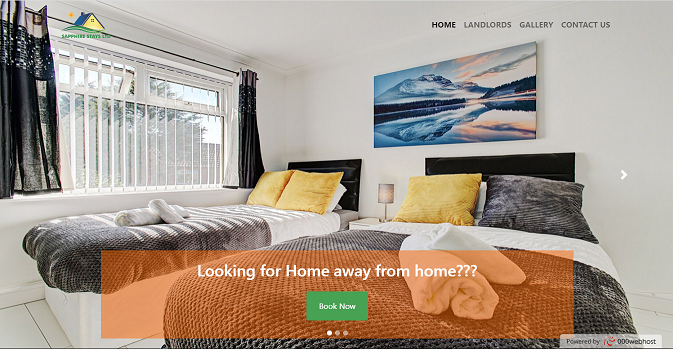 SAPPHIRE STAYS LTD
HOME LANDLORDS GALLERY CONTACT US
Looking for Home away from home???
Book Now
Powered by 000webhost